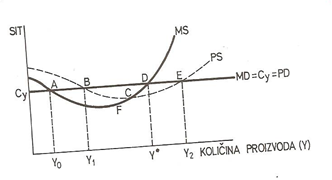 SIT
MS
PS
A B D E MD=Cy=PD
Cy C
F
Y₀ Y₁ Y* Y₂ KOLIČINA PROIZVODA (Y)